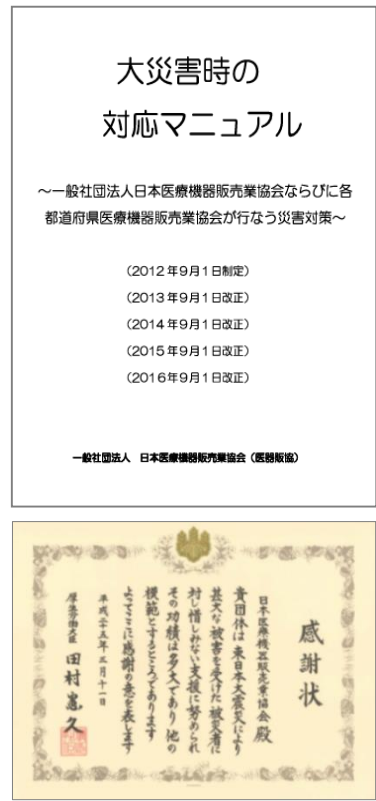 大災害時の
対応マニュアル
～一般社団法人日本医療機器販売業協会ならびに各
都道府県医療機器販売業協会が行なう災害対策～
（2012年9月1日制定）
（2013年9月1日改正）
（2014年9月1日改正）
（2015年9月1日改正）
（2016年9月1日改正）
一般社団法人　日本医療機器販売業協会（医器販協）
感謝状
日本医療機器販売業協会殿
貴団体は東日本大震災により
甚大な被害を受けた被災者に
対し惜しみない支援に努められ
その功績は多大であり他の
模範とするところであります
よってここに感謝の意を表します
平成二十五年三月十一日
厚生労働大臣 田村憲久